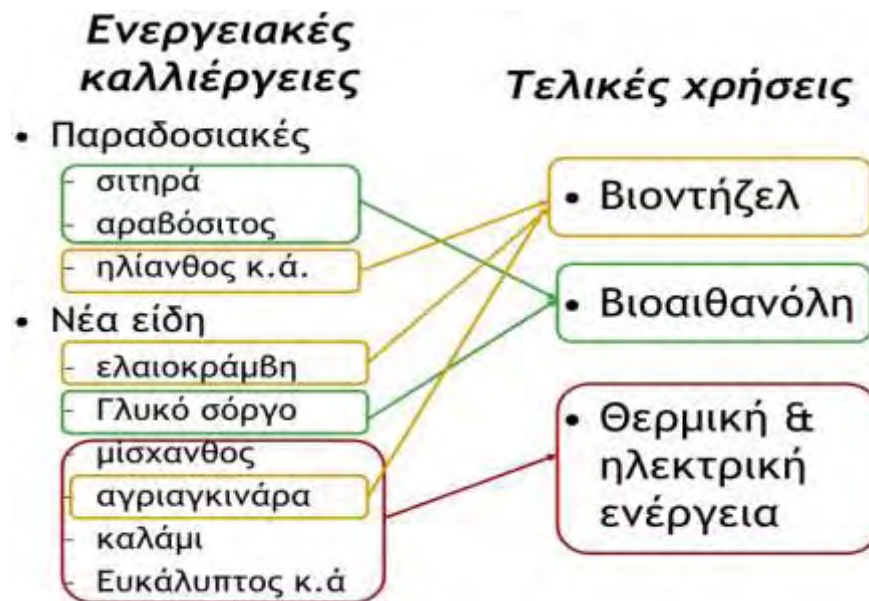 Ενεργειακές
καλλιέργειες
• Παραδοσιακές
- σιτηρά
- αραβόσιτος
- ηλίανθος κ.ά.
• Νέα είδη
- ελαιοκράμβη
- Γλυκό σόργο
- μίσχανθος
- αγριαγκινάρα
- καλάμι
- Ευκάλυπτος κ.ά
Τελικές χρήσεις
• Βιοντήζελ
• Βιοαιθανόλη
• Θερμική &
ηλεκτρική
ενέργεια